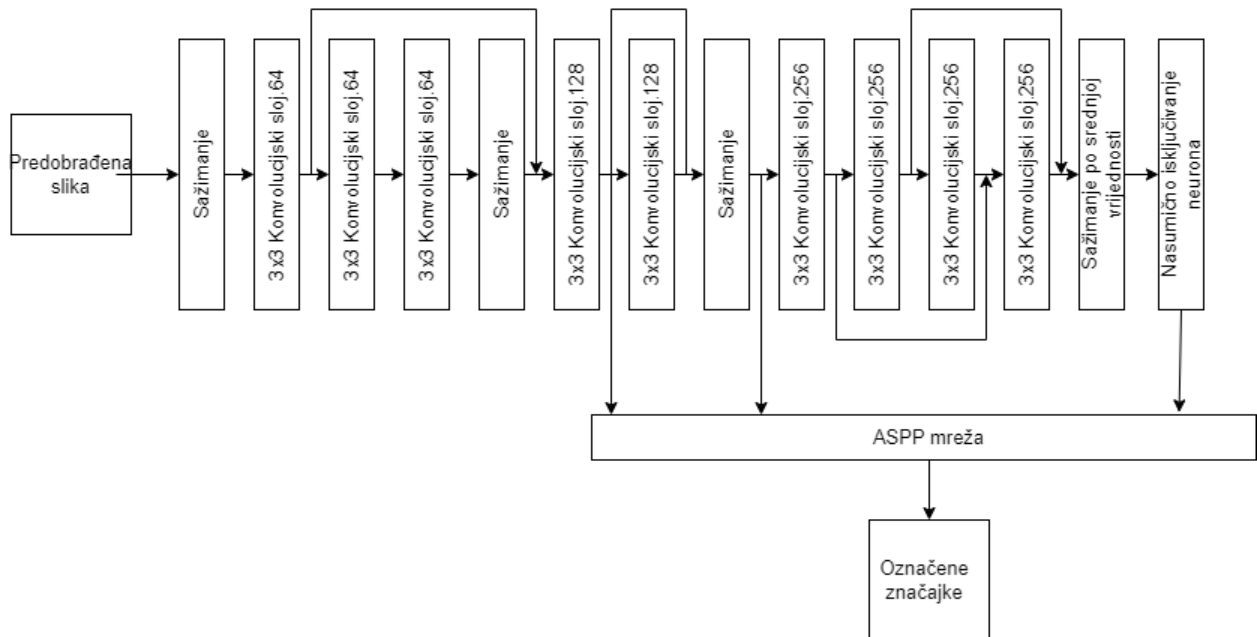 Predobrađena
slika
Sažimanje
3x3 Konvolucijski sloj.64
3x3 Konvolucijski sloj.64
3x3 Konvolucijski sloj.64
Sažimanje
3x3 Konvolucijski sloj.128
3x3 Konvolucijski sloj.128
Sažimanje
3x3 Konvolucijski sloj.256
3x3 Konvolucijski sloj.256
3x3 Konvolucijski sloj.256
3x3 Konvolucijski sloj.256
Sažimanje po srednjoj
vrijednosti
Nasumično isključivanje
neurona
ASPP mreža
Označene
značajke